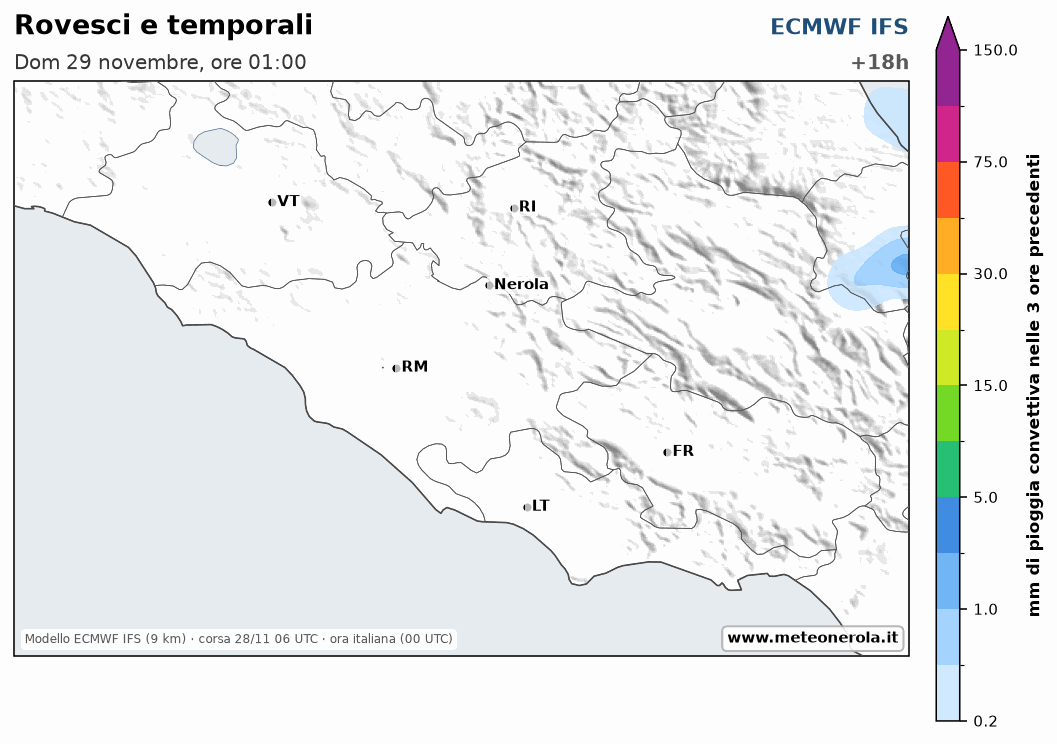 Rovesci e temporali
ECMWF IFS
Dom 29 novembre, ore 01:00
+18h
VT
RI
Nerola
RM
FR
LT
Modello ECMWF IFS (9 km) · corsa 28/11 06 UTC · ora italiana (00 UTC)
www.meteonerola.it
150.0
75.0
30.0
15.0
5.0
1.0
0.2
mm di pioggia convettiva nelle 3 ore precedenti